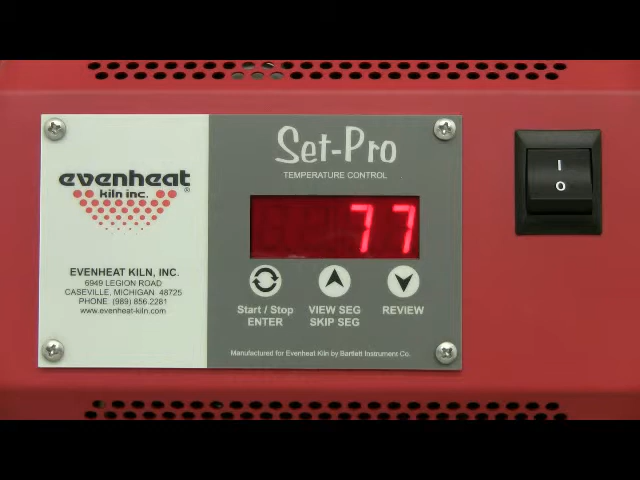 evenheat
kiln inc.
®
EVENHEAT KILN, INC.
6949 LEGION ROAD
CASEVILLE, MICHIGAN 48725
PHONE. (989) 856.2281
www.evenheat-kiln.com
Set-Pro
TEMPERATURE CONTROL
77
Start / Stop
ENTER
VIEW SEG
SKIP SEG
REVIEW
Manufactured for Evenheat Kiln by Bartlett Instrument Co.
I
O